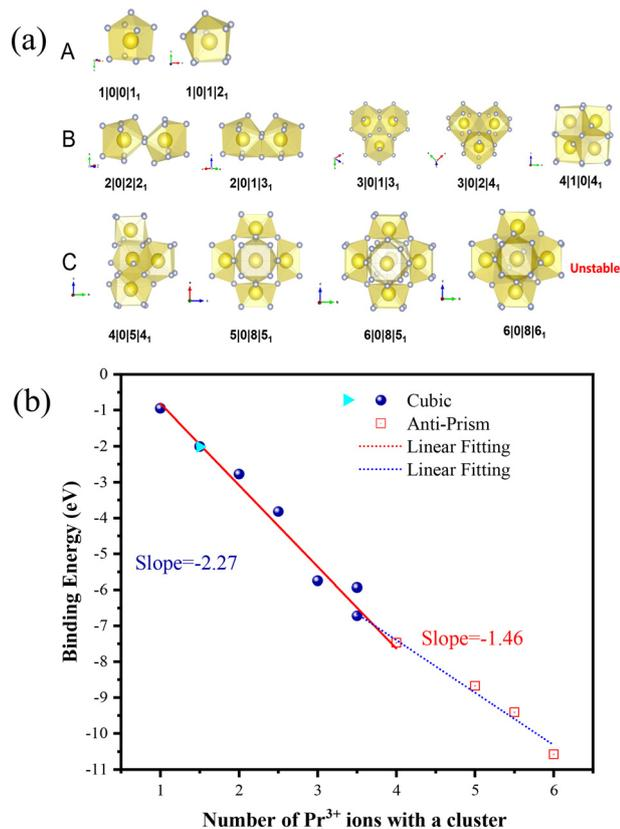 (a)
A
1|0|0|1₁ 1|0|1|2₁
B
2|0|2|2₁ 2|0|1|3₁ 3|0|1|3₁ 3|0|2|4₁ 4|1|0|4₁
C
Unstable
4|0|5|4₁ 5|0|8|5₁ 6|0|8|5₁ 6|0|8|6₁
(b)
0
-1
-2
-3
-4
-5
-6
-7
-8
-9
-10
-11
Binding Energy (eV)
Cubic
Anti-Prism
Linear Fitting
Linear Fitting
Slope=-2.27
Slope=-1.46
1 2 3 4 5 6
Number of Pr³⁺ ions with a cluster